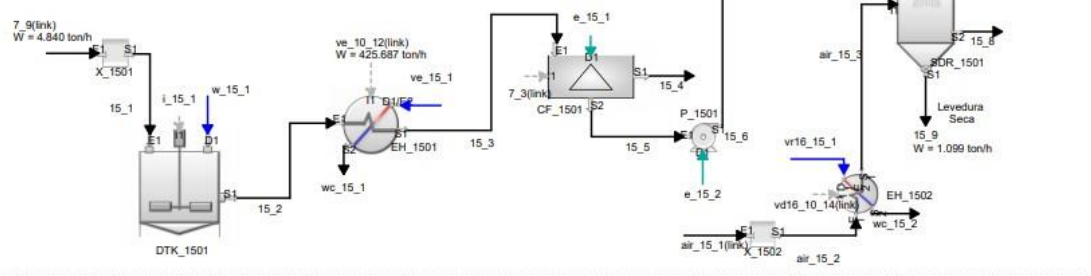 7_9(link)
W = 4.840 ton/h
E1
S1
X_1501
15_1
i_15_1
w_15_1
E1
I1
D1
S1
15_2
DTK_1501
ve_10_12(link)
W = 425.687 ton/h
ve_15_1
I1
D1/E2
E1
S1
S2
EH_1501
wc_15_1
15_3
e_15_1
E1
D1
7_3(link)
S1
15_4
CF_1501
S2
15_5
P_1501
E1
S1
15_6
D1
e_15_2
air_15_3
S2
15_8
SDR_1501
S1
Levedura
Seca
15_9
W = 1.099 ton/h
vr16_15_1
vd16_10_14(link)
EH_1502
S2
wc_15_2
air_15_1(link)
E1
S1
X_1502
air_15_2